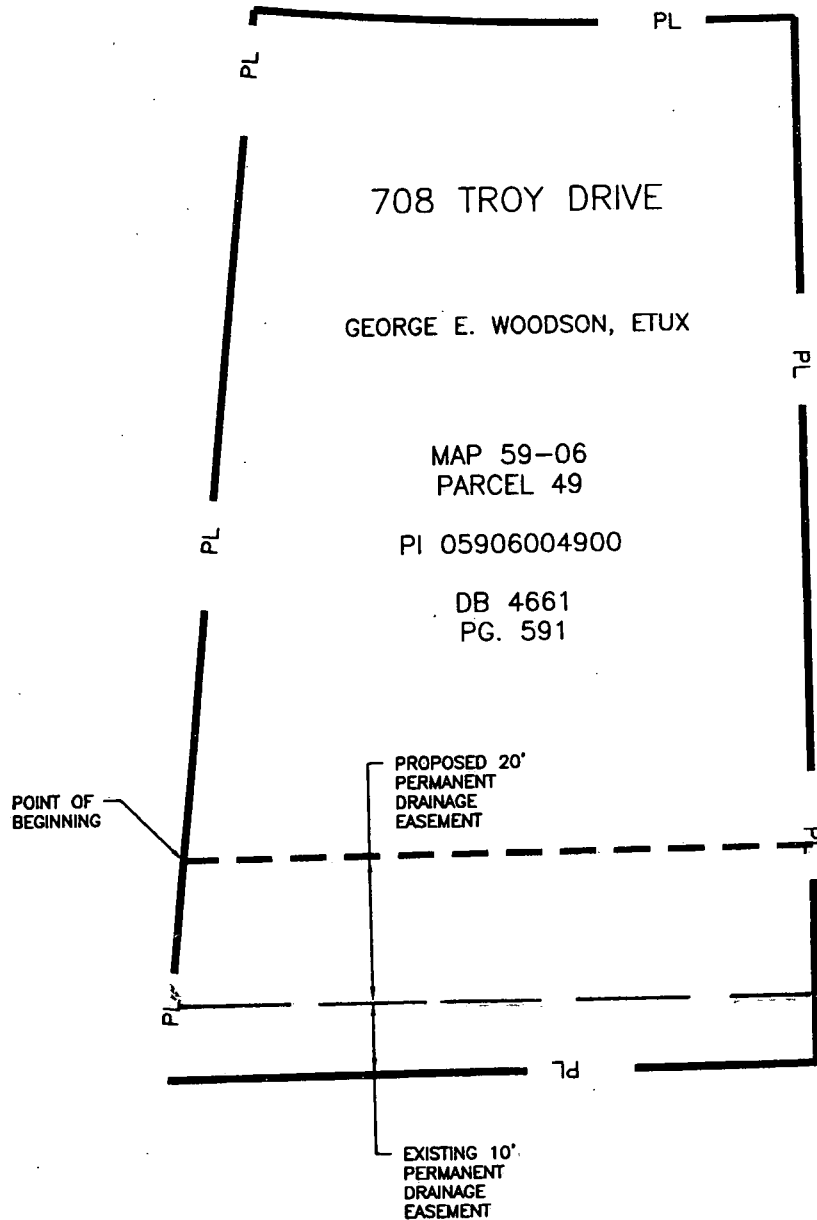 PL
PL
708 TROY DRIVE
GEORGE E. WOODSON, ETUX
PL
MAP 59-06
PARCEL 49
PL
PI 05906004900
DB 4661
PG. 591
PROPOSED 20'
PERMANENT
DRAINAGE
EASEMENT
POINT OF
BEGINNING
PL
PL
PL
EXISTING 10'
PERMANENT
DRAINAGE
EASEMENT